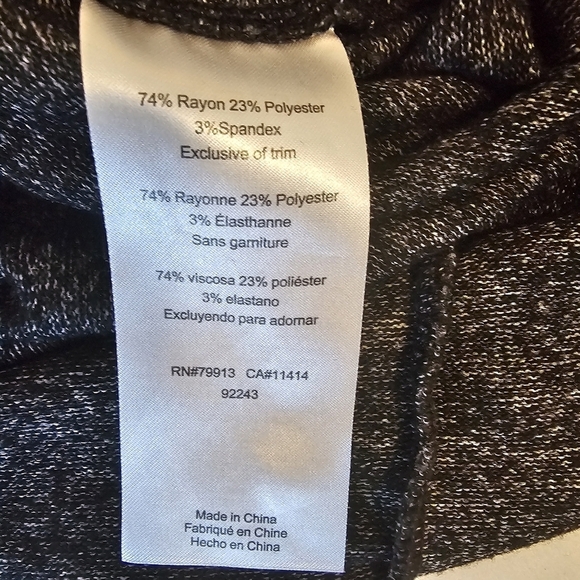 74% Rayon 23% Polyester
3%Spandex
Exclusive of trim
74% Rayonne 23% Polyester
3% Élasthanne
Sans garniture
74% viscosa 23% poliéster
3% elastano
Excluyendo para adornar
RN#79913 CA#11414
92243
Made in China
Fabriqué en Chine
Hecho en China